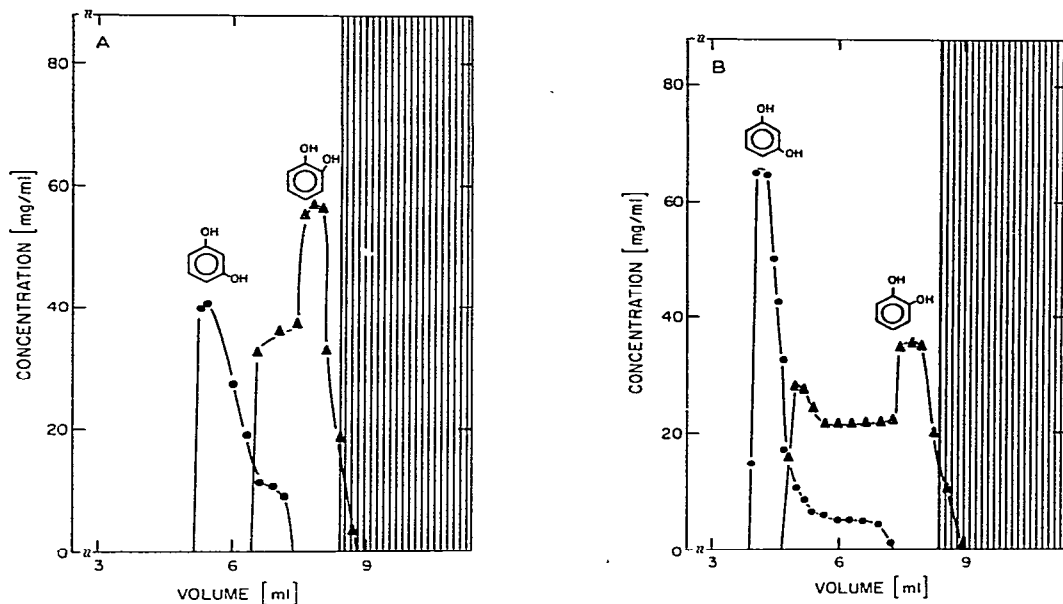 A
80
60
40
20
0
CONCENTRATION [mg/ml]
OH
OH
OH
OH
3
6
9
VOLUME [ml]
B
80
60
40
20
0
CONCENTRATION [mg/ml]
OH
OH
OH
OH
3
6
9
VOLUME [ml]